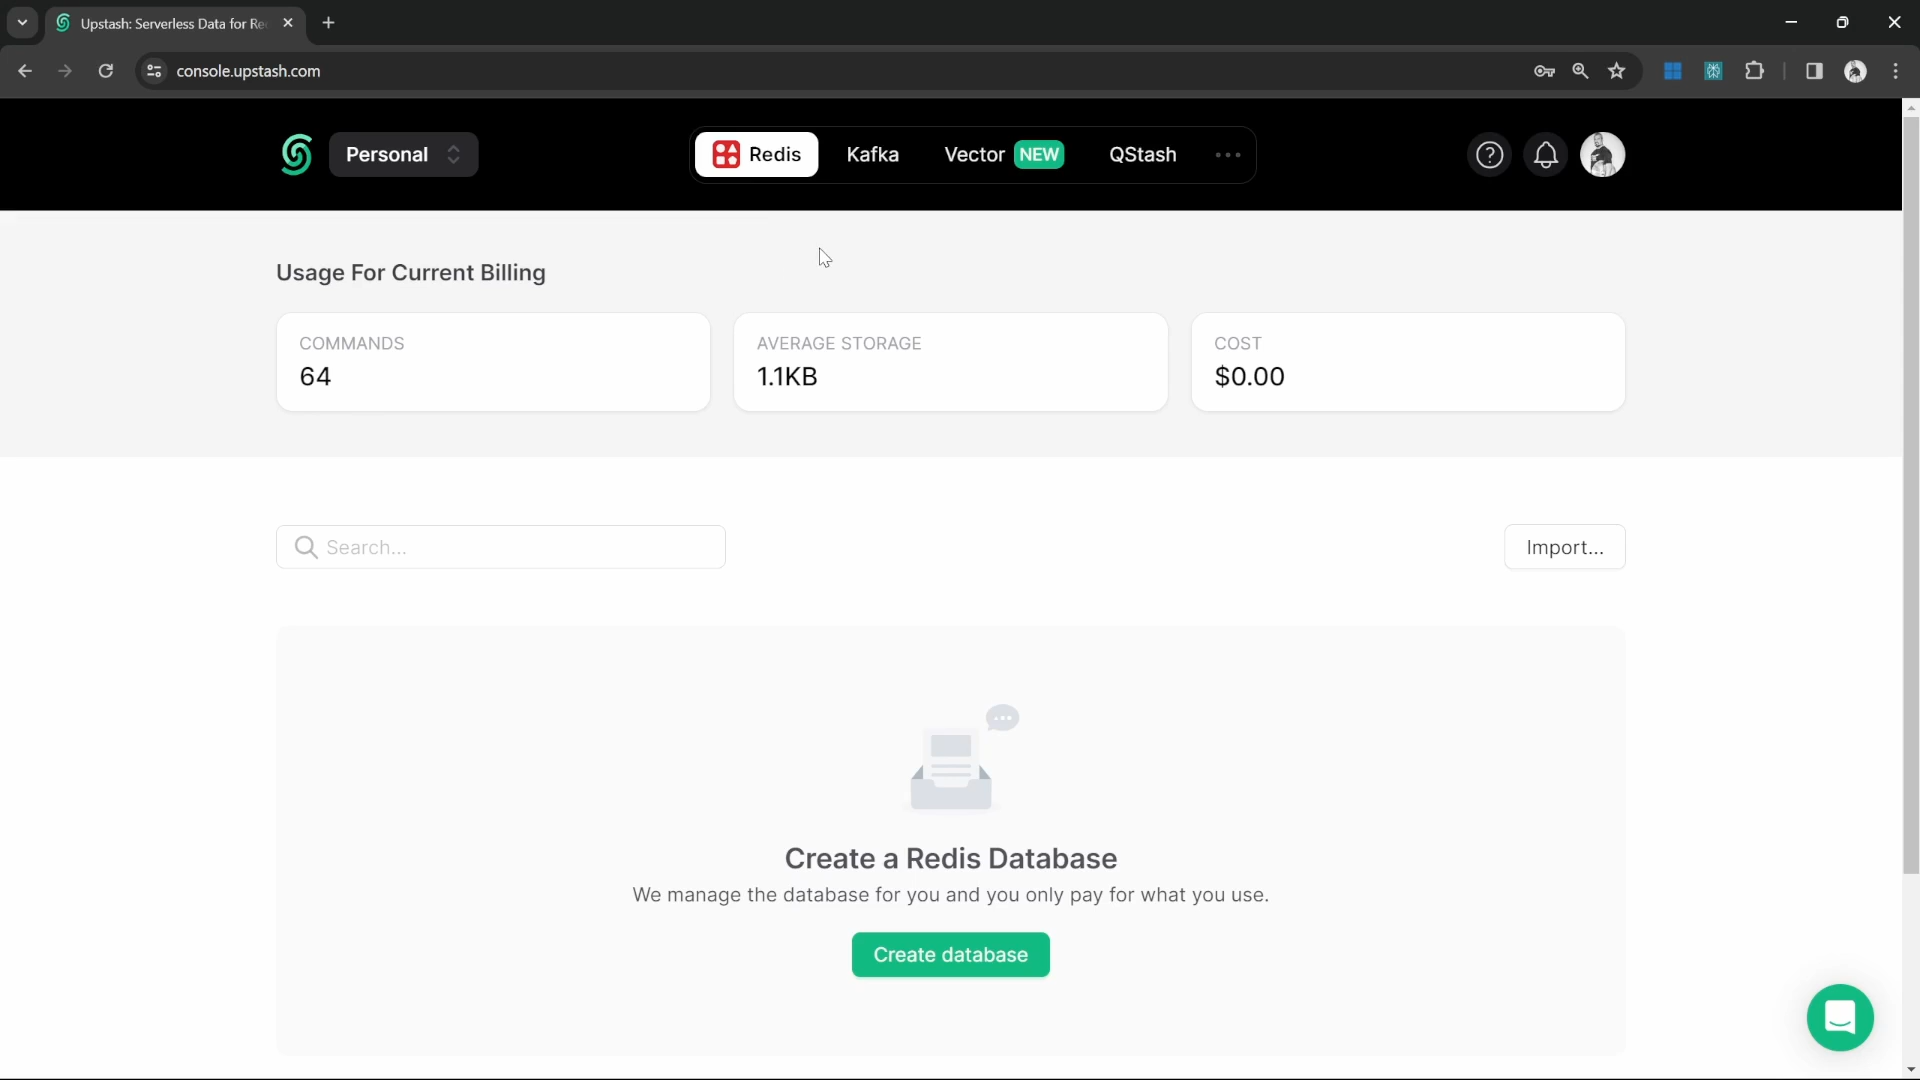 Upstash: Serverless Data for Re
console.upstash.com
Personal
Redis
Kafka
Vector NEW
QStash
Usage For Current Billing
COMMANDS
64
AVERAGE STORAGE
1.1KB
COST
$0.00
Search...
Import...
Create a Redis Database
We manage the database for you and you only pay for what you use.
Create database